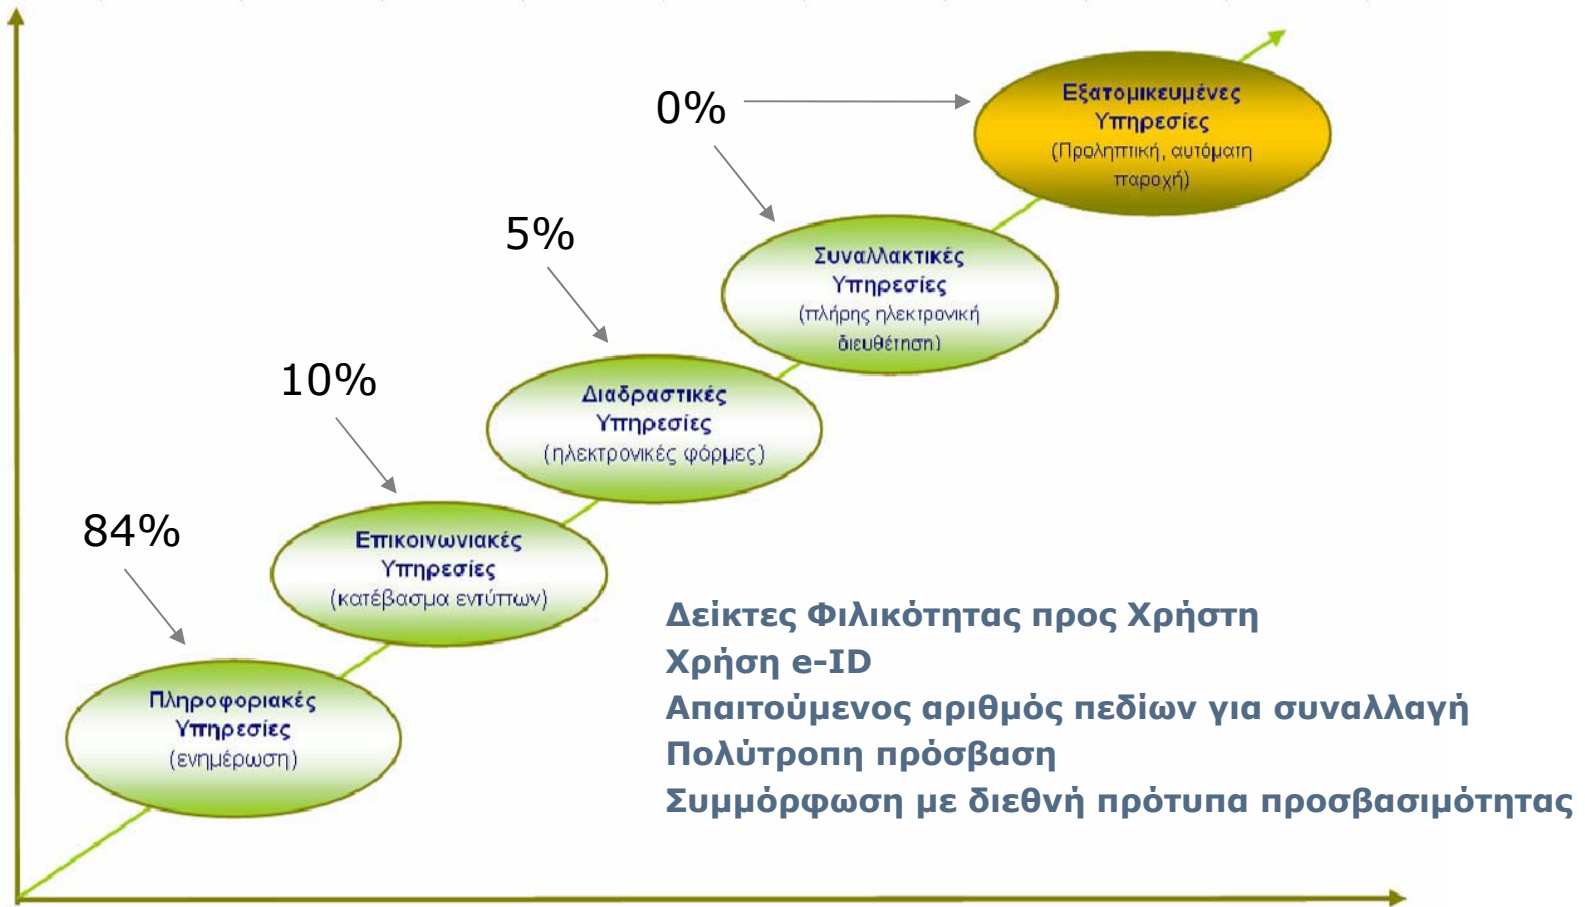 0%
Εξατομικευμένες
Υπηρεσίες
(Προληπτική, αυτόματη
παροχή)
5%
Συναλλακτικές
Υπηρεσίες
(πλήρης ηλεκτρονική
διευθέτηση)
10%
Διαδραστικές
Υπηρεσίες
(ηλεκτρονικές φόρμες)
84%
Επικοινωνιακές
Υπηρεσίες
(κατέβασμα εντύπων)
Πληροφοριακές
Υπηρεσίες
(ενημέρωση)
Δείκτες Φιλικότητας προς Χρήστη
Χρήση e-ID
Απαιτούμενος αριθμός πεδίων για συναλλαγή
Πολύτροπη πρόσβαση
Συμμόρφωση με διεθνή πρότυπα προσβασιμότητας